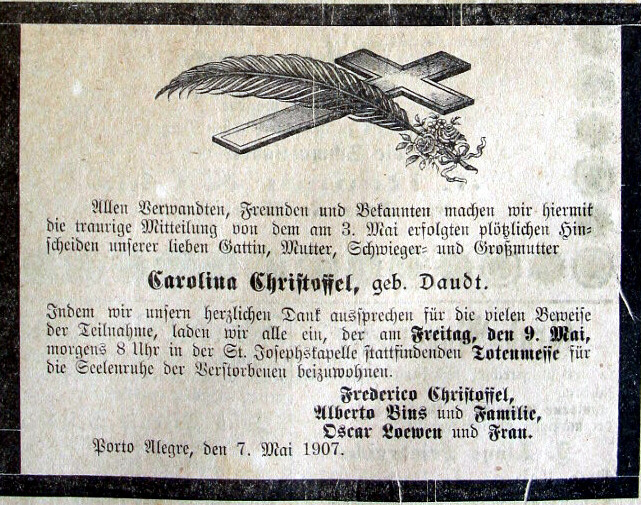 Allen Verwandten, Freunden und Bekannten machen wir hiermit
die traurige Mitteilung von dem am 3. Mai erfolgten plötzlichen Hin-
scheiden unserer lieben Gattin, Mutter, Schwieger- und Großmutter
Carolina Christoffel, geb. Daudt.
Indem wir unsern herzlichen Dank aussprechen für die vielen Beweise
der Teilnahme, laden wir alle ein, der am Freitag, den 9. Mai,
morgens 8 Uhr in der St. Josephskapelle stattfindenden Totenmesse für
die Seelenruhe der Verstorbenen beizuwohnen.
Frederico Christoffel,
Alberto Bins und Familie,
Oscar Loewen und Frau.
Porto Alegre, den 7. Mai 1907.